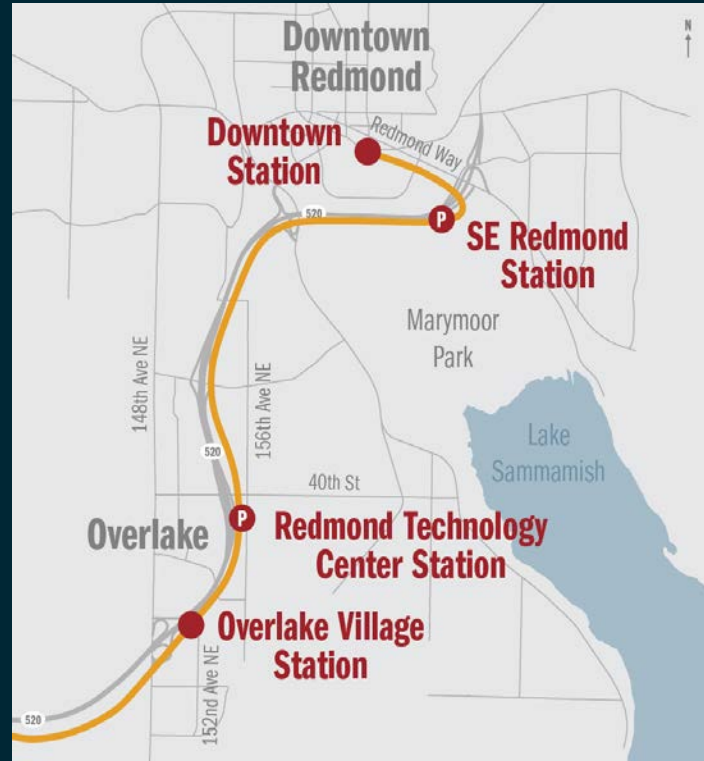 N
Downtown
Redmond
Downtown
Station
Redmond Way
520
P
SE Redmond
Station
Marymoor
Park
148th Ave NE
156th Ave NE
Lake
Sammamish
520
40th St
P
Overlake
Redmond Technology
Center Station
Overlake Village
Station
152nd Ave NE
520